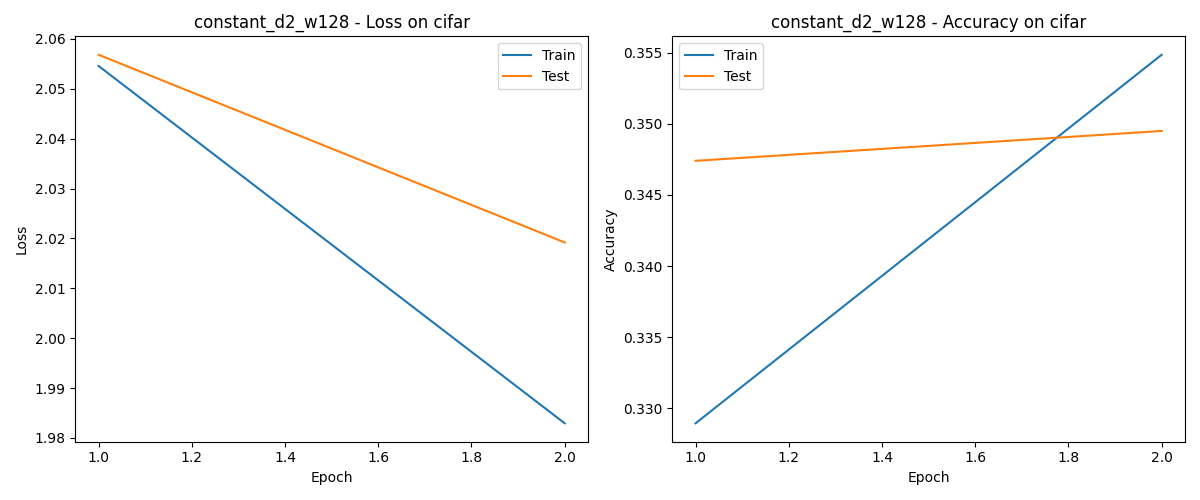 constant_d2_w128 - Loss on cifar
2.06
2.05
2.04
2.03
2.02
2.01
2.00
1.99
1.98
Loss
1.0 1.2 1.4 1.6 1.8 2.0
Epoch
Train
Test
constant_d2_w128 - Accuracy on cifar
0.355
0.350
0.345
0.340
0.335
0.330
Accuracy
1.0 1.2 1.4 1.6 1.8 2.0
Epoch
Train
Test